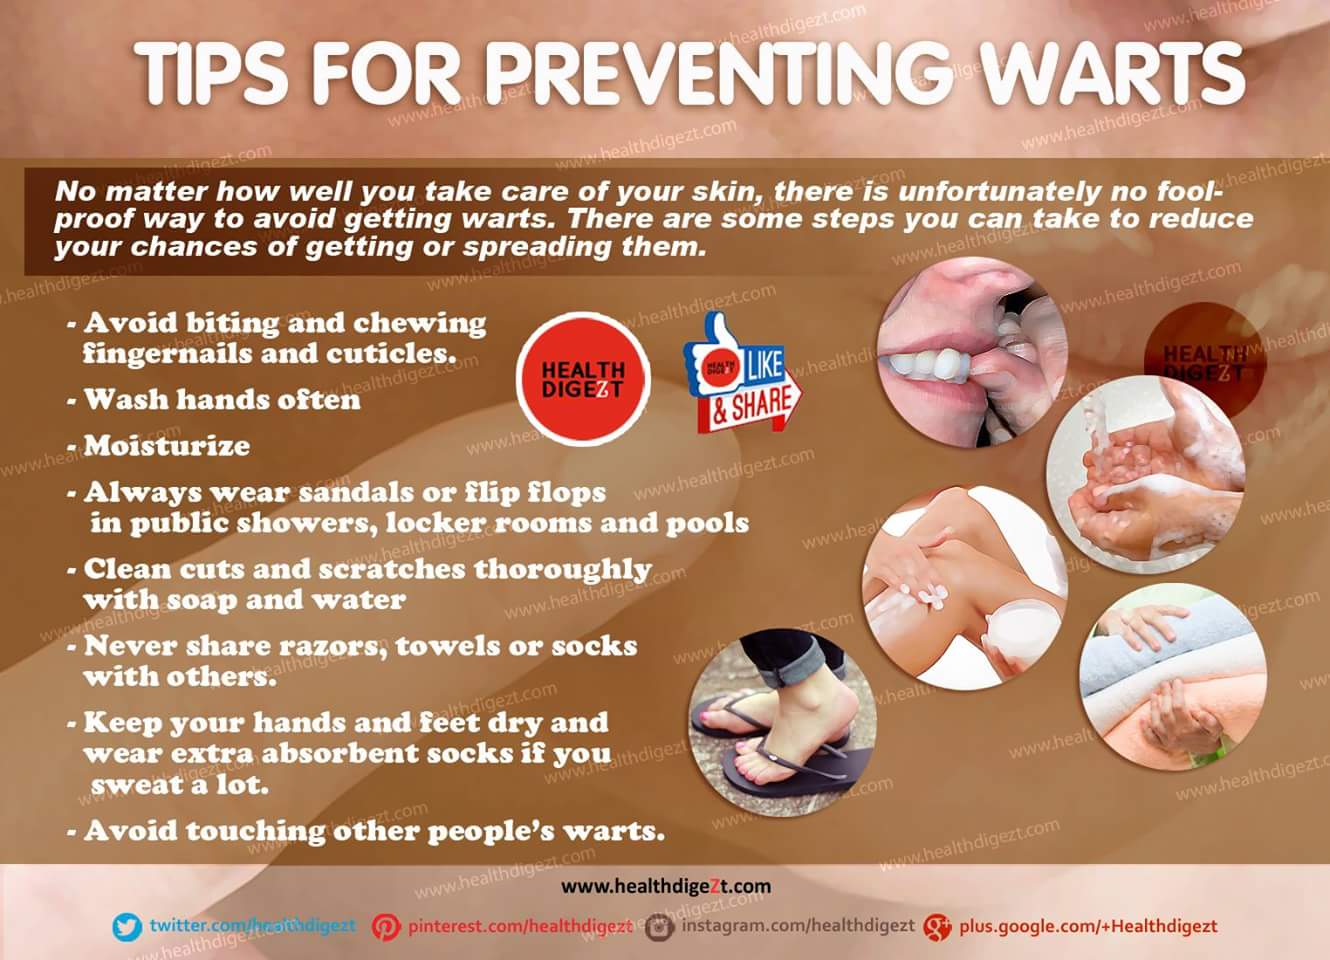 TIPS FOR PREVENTING WARTS
No matter how well you take care of your skin, there is unfortunately no fool-
proof way to avoid getting warts. There are some steps you can take to reduce
your chances of getting or spreading them.
- Avoid biting and chewing
fingernails and cuticles.
- Wash hands often
- Moisturize
- Always wear sandals or flip flops
in public showers, locker rooms and pools
- Clean cuts and scratches thoroughly
with soap and water
- Never share razors, towels or socks
with others.
- Keep your hands and feet dry and
wear extra absorbent socks if you
sweat a lot.
- Avoid touching other people's warts.
HEALTH
DIGEZT
HEALTH
DIGEZT
LIKE
& SHARE
HEALTH
DIGEZT
www.healthdigeZt.com
twitter.com/healthdigezt
pinterest.com/healthdigezt
instagram.com/healthdigezt
plus.google.com/+Healthdigezt
www.healthdigezt.com